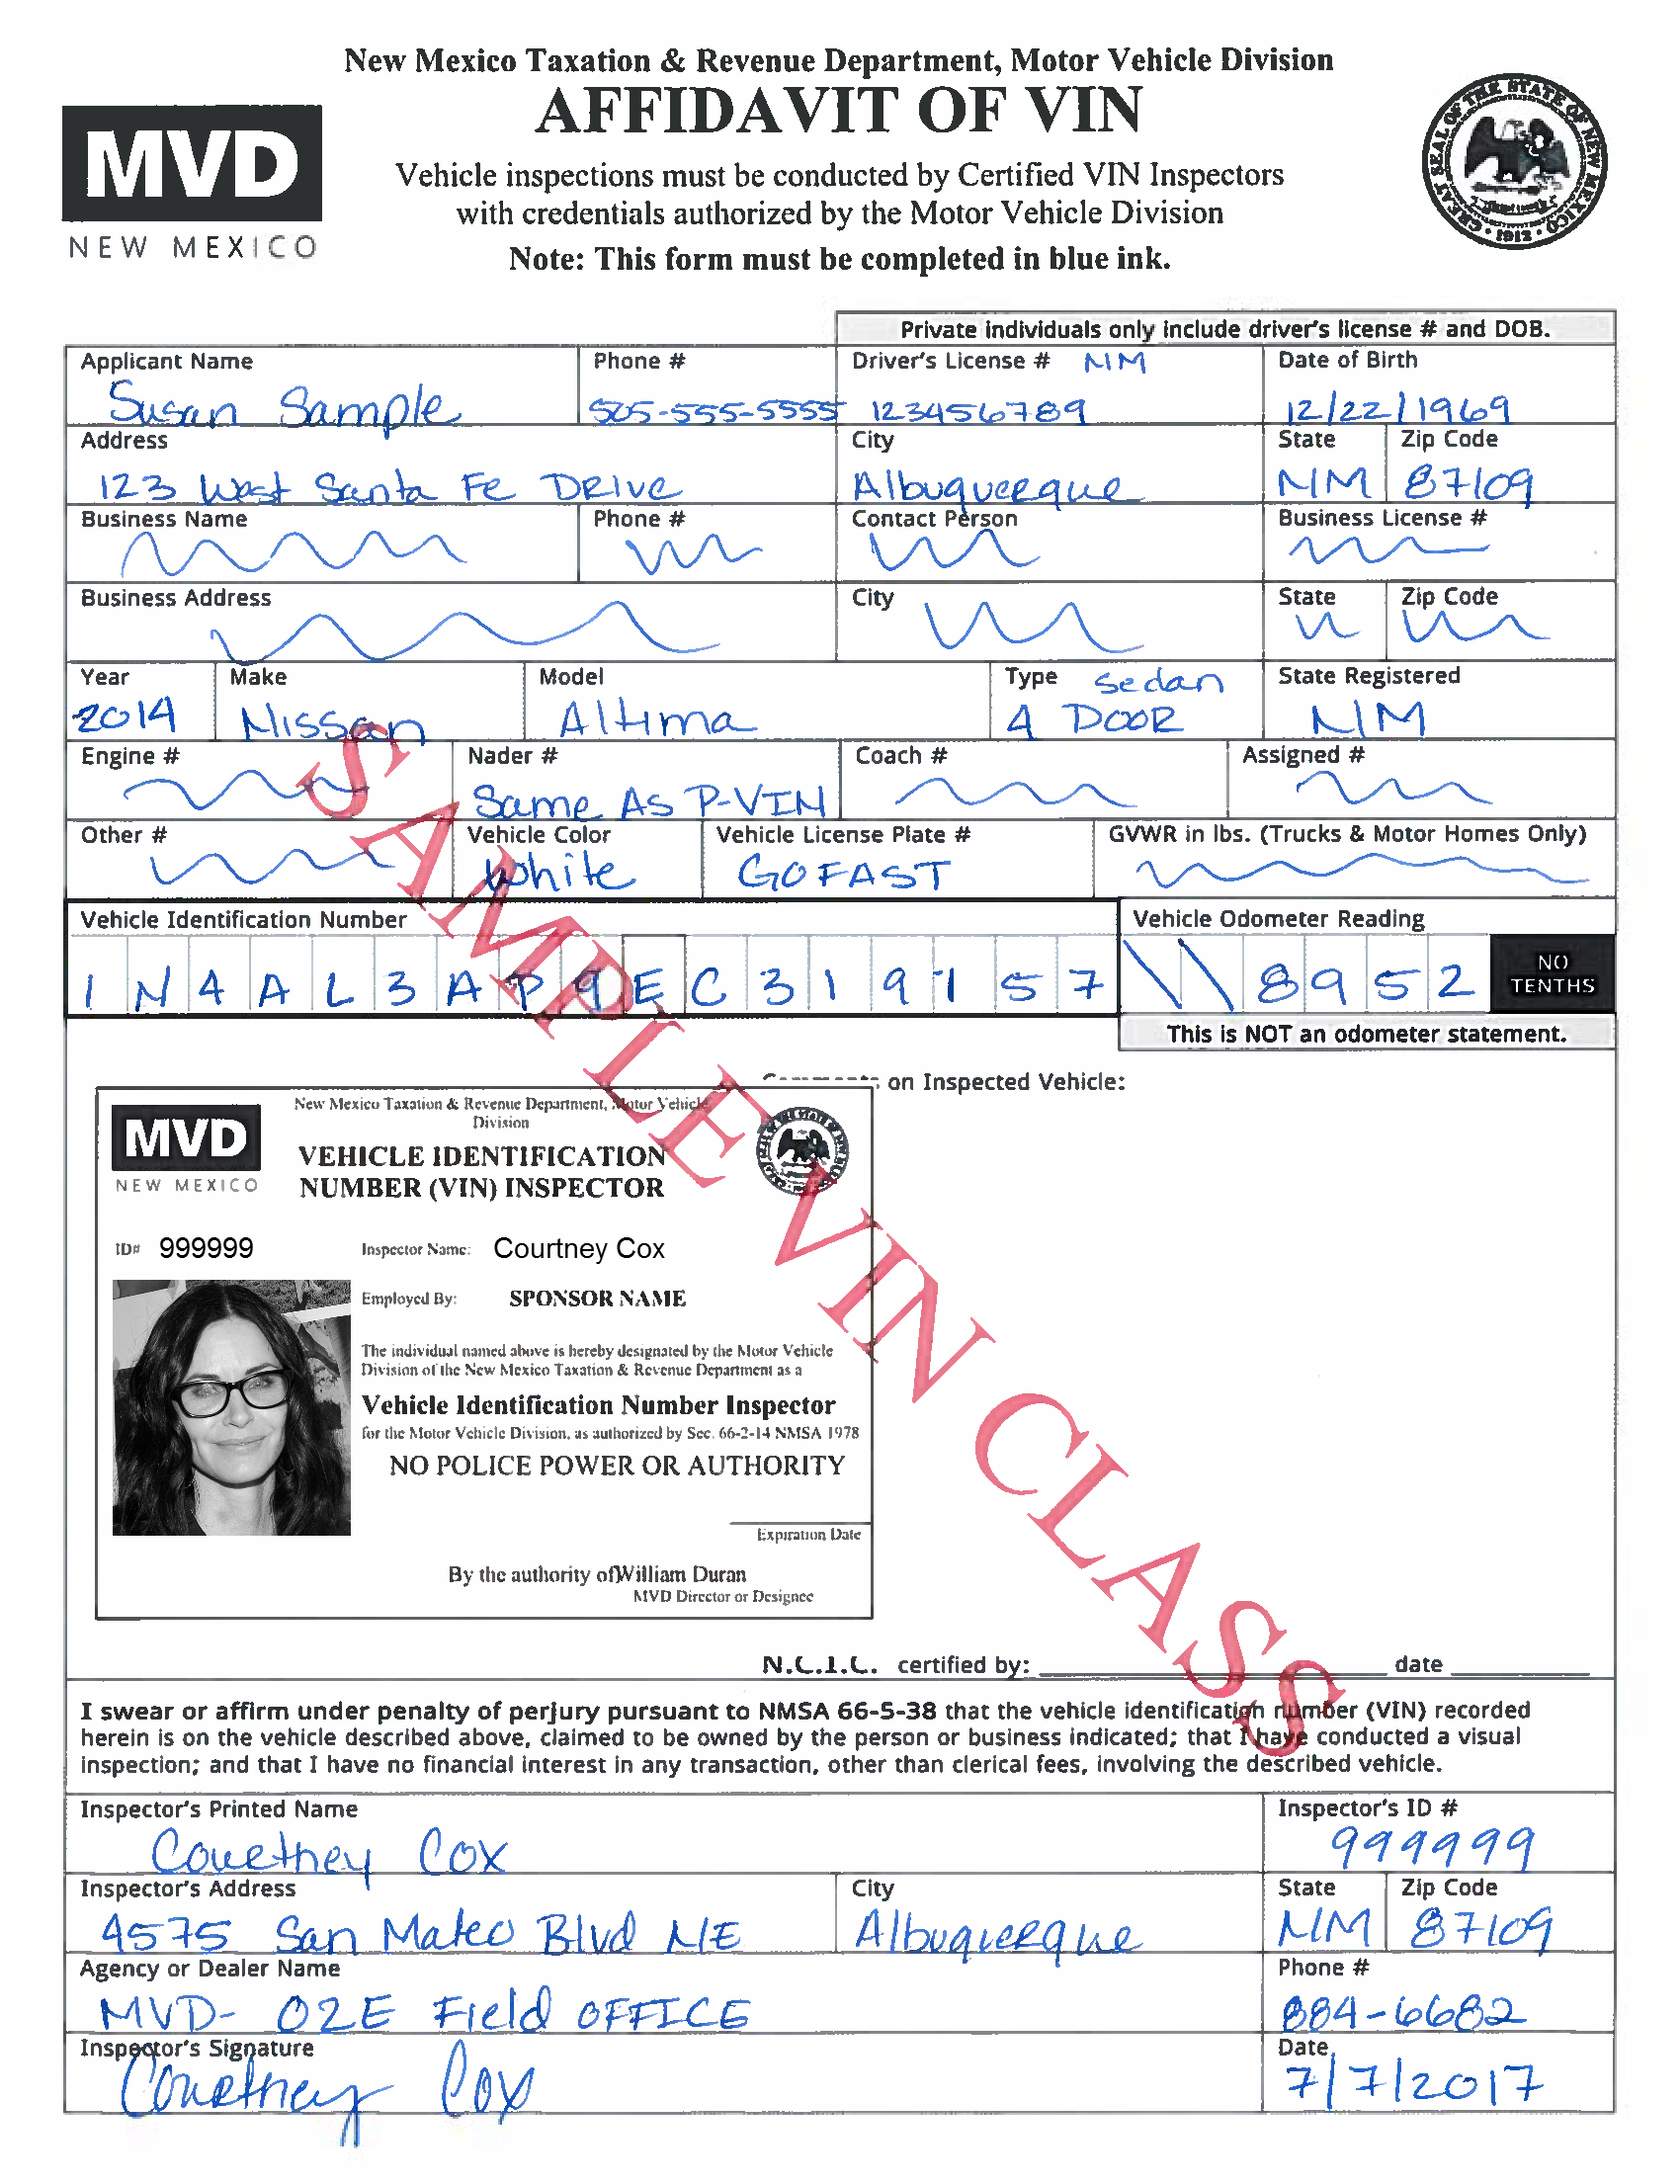 New Mexico Taxation & Revenue Department, Motor Vehicle Division
AFFIDAVIT OF VIN
MVD
NEW MEXICO
Vehicle inspections must be conducted by Certified VIN Inspectors
with credentials authorized by the Motor Vehicle Division
Note: This form must be completed in blue ink.
GREAT SEAL OF THE STATE OF NEW MEXICO · 1912 ·
Private individuals only include driver's license # and DOB.
Applicant Name Phone # Driver's License # NM Date of Birth
Susan Sample 505-555-5555 123456789 12/22/1969
Address City State Zip Code
123 West Santa Fe Drive Albuquerque NM 87109
Business Name Phone # Contact Person Business License #
Business Address City State Zip Code
Year Make Model Type Sedan State Registered
2014 Nissan Altima 4 DOOR NM
Engine # Nader # Coach # Assigned #
Same As P-VIN
Other # Vehicle Color Vehicle License Plate # GVWR in lbs. (Trucks & Motor Homes Only)
White GOFAST
Vehicle Identification Number Vehicle Odometer Reading
1 N 4 A L 3 A P 9 E C 3 1 9 1 5 7 \ \ 8 9 5 2 NO TENTHS
This is NOT an odometer statement.
on Inspected Vehicle:
New Mexico Taxation & Revenue Department, Motor Vehicle
Division
MVD
NEW MEXICO
VEHICLE IDENTIFICATION
NUMBER (VIN) INSPECTOR
ID# 999999 Inspector Name: Courtney Cox
Employed By: SPONSOR NAME
The individual named above is hereby designated by the Motor Vehicle
Division of the New Mexico Taxation & Revenue Department as a
Vehicle Identification Number Inspector
for the Motor Vehicle Division, as authorized by Sec. 66-2-14 NMSA 1978
NO POLICE POWER OR AUTHORITY
Expiration Date
By the authority of William Duran
MVD Director or Designee
SAMPLE VIN CLASS
N.C.I.C. certified by: date
I swear or affirm under penalty of perjury pursuant to NMSA 66-5-38 that the vehicle identification number (VIN) recorded
herein is on the vehicle described above, claimed to be owned by the person or business indicated; that I have conducted a visual
inspection; and that I have no financial interest in any transaction, other than clerical fees, involving the described vehicle.
Inspector's Printed Name Inspector's ID #
Courtney Cox 999999
Inspector's Address City State Zip Code
4575 San Mateo Blvd NE Albuquerque NM 87109
Agency or Dealer Name Phone #
MVD- 02E Field OFFICE 884-6682
Inspector's Signature Date
Courtney Cox 7/7/2017